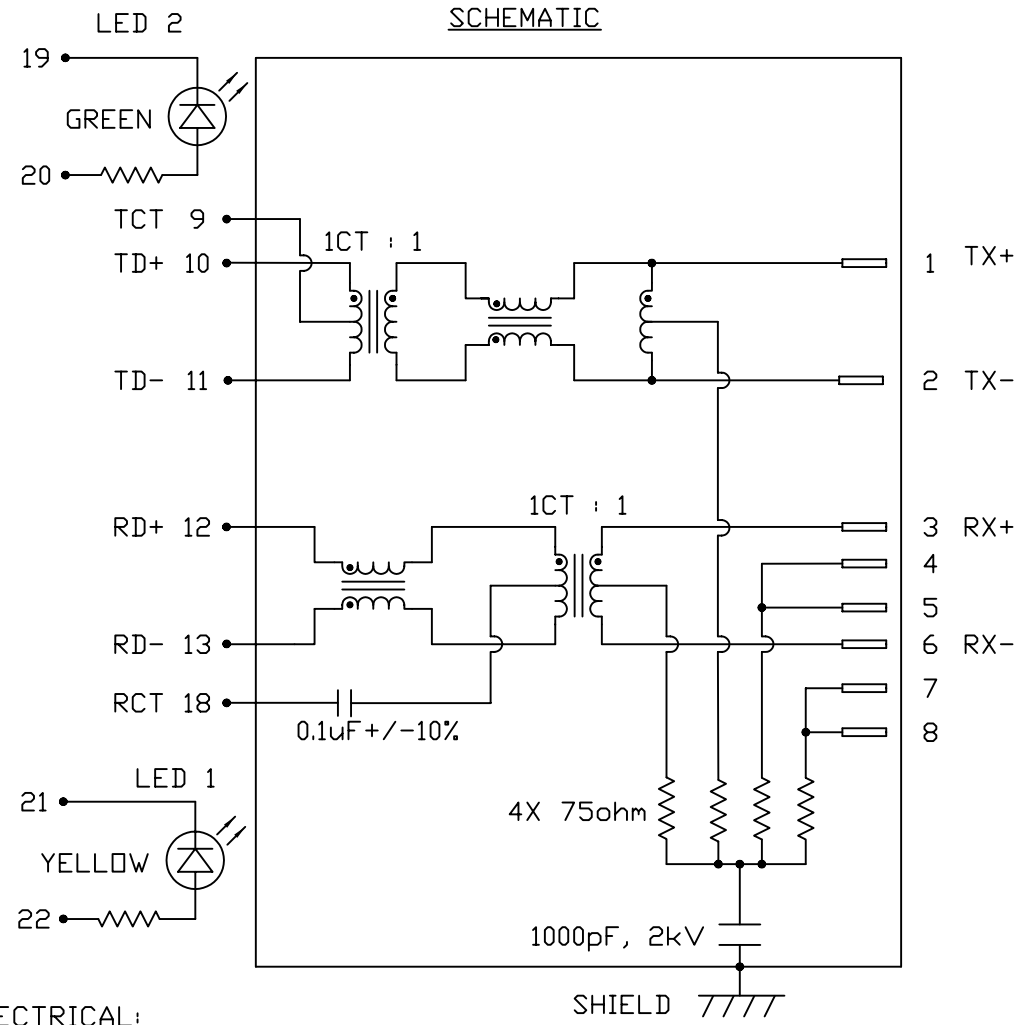 SCHEMATIC
LED 2
19
GREEN
20
TCT 9
1CT : 1
TD+ 10
1 TX+
TD- 11
2 TX-
1CT : 1
RD+ 12
3 RX+
4
5
RD- 13
6 RX-
RCT 18
7
0.1uF+/-10%
8
LED 1
21
4X 75ohm
YELLOW
22
1000pF, 2kV
SHIELD
ECTRICAL: